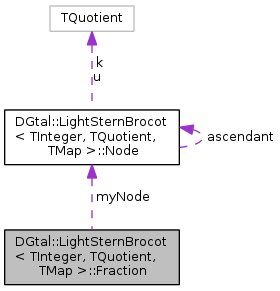 TQuotient
k
u
DGtal::LightSternBrocot
< TInteger, TQuotient,
TMap >::Node
ascendant
myNode
DGtal::LightSternBrocot
< TInteger, TQuotient,
TMap >::Fraction